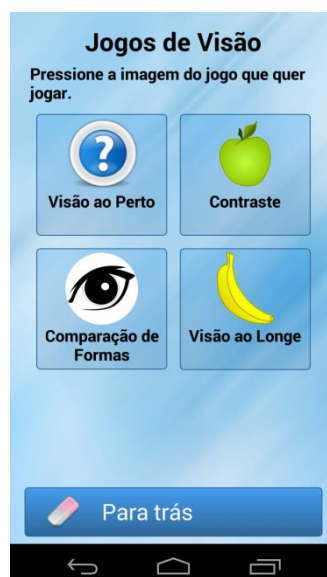 Jogos de Visão
Pressione a imagem do jogo que quer
jogar.
Visão ao Perto
Contraste
Comparação de
Formas
Visão ao Longe
Para trás